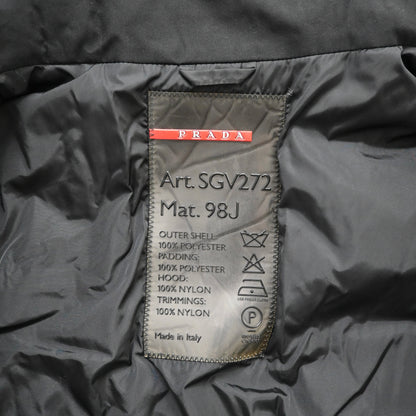 PRADA
Art. SGV272
Mat. 98J
OUTER SHELL:
100% POLYESTER
PADDING:
100% POLYESTER
HOOD:
100% NYLON
TRIMMINGS:
100% NYLON
Made in Italy
P